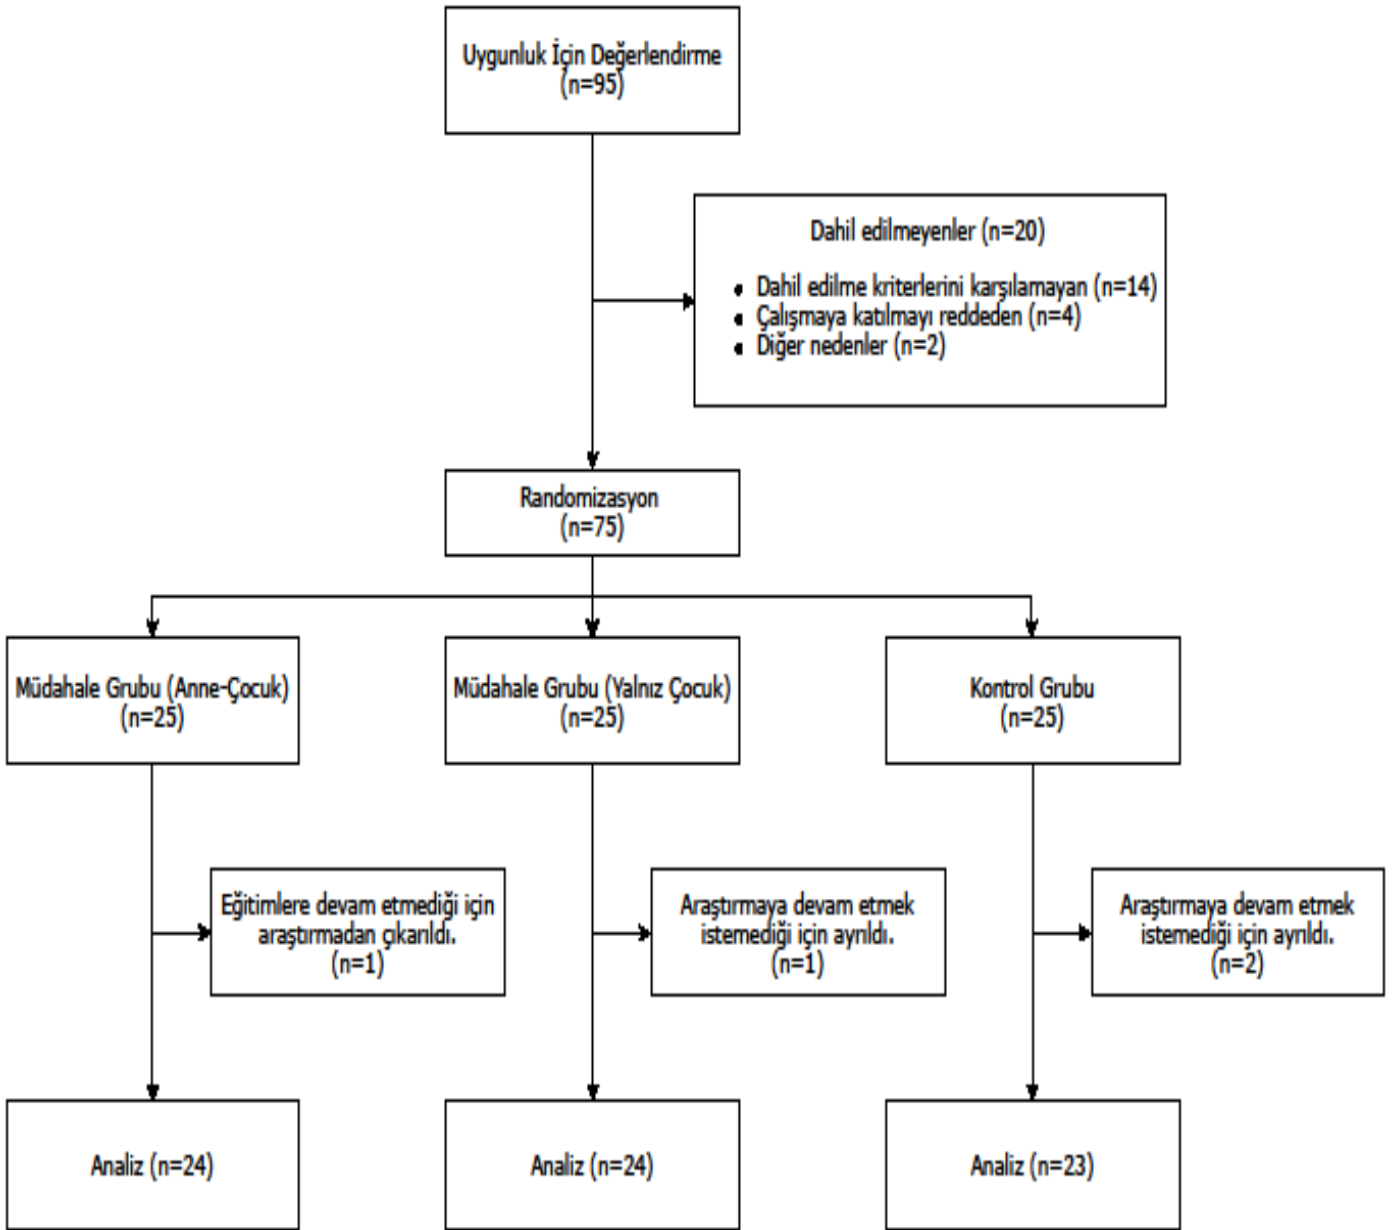 Uygunluk İçin Değerlendirme
(n=95)
Dahil edilmeyenler (n=20)
• Dahil edilme kriterlerini karşılamayan (n=14)
• Çalışmaya katılmayı reddeden (n=4)
• Diğer nedenler (n=2)
Randomizasyon
(n=75)
Müdahale Grubu (Anne-Çocuk)
(n=25)
Müdahale Grubu (Yalnız Çocuk)
(n=25)
Kontrol Grubu
(n=25)
Eğitimlere devam etmediği için
araştırmadan çıkarıldı.
(n=1)
Araştırmaya devam etmek
istemediği için ayrıldı.
(n=1)
Araştırmaya devam etmek
istemediği için ayrıldı.
(n=2)
Analiz (n=24)
Analiz (n=24)
Analiz (n=23)